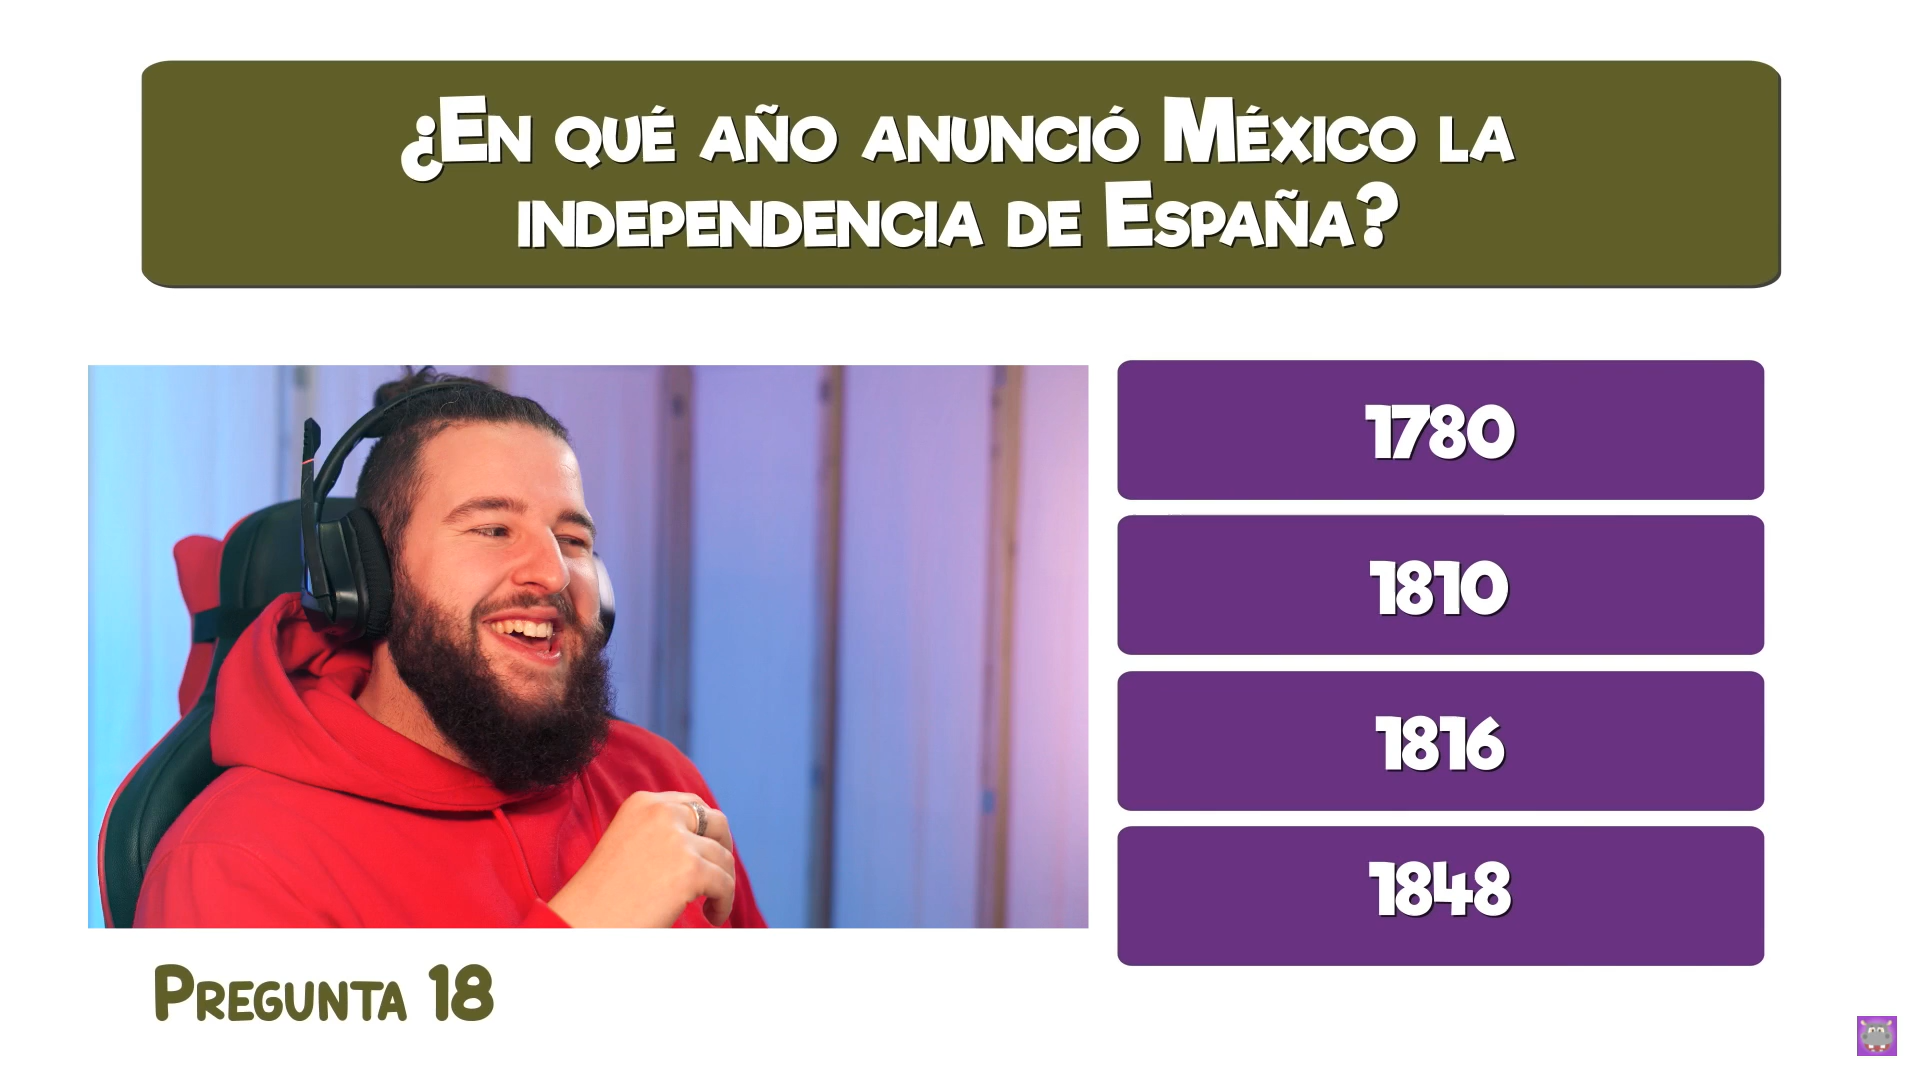 ¿En qué año anunció México la
independencia de España?
1780
1810
1816
1848
Pregunta 18